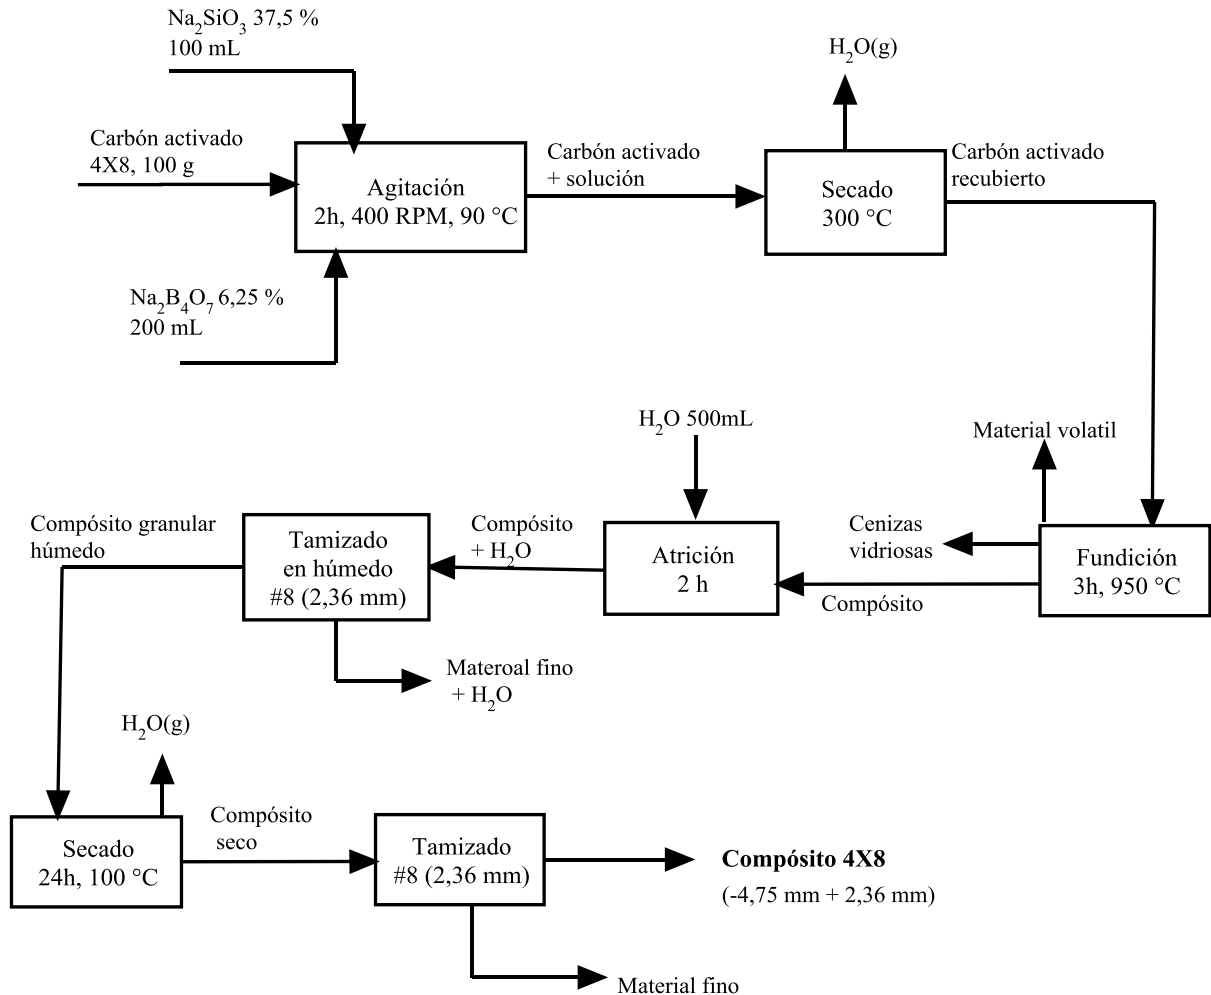 Na2SiO3 37,5 %
100 mL
H2O(g)
Carbón activado
4X8, 100 g
Agitación
2h, 400 RPM, 90 °C
Carbón activado
+ solución
Secado
300 °C
Carbón activado
recubierto
Na2B4O7 6,25 %
200 mL
H2O 500mL
Material volatil
Compósito granular
húmedo
Tamizado
en húmedo
#8 (2,36 mm)
Compósito
+ H2O
Atrición
2 h
Cenizas
vidriosas
Compósito
Fundición
3h, 950 °C
Materoal fino
+ H2O
H2O(g)
Secado
24h, 100 °C
Compósito
seco
Tamizado
#8 (2,36 mm)
Compósito 4X8
(-4,75 mm + 2,36 mm)
Material fino